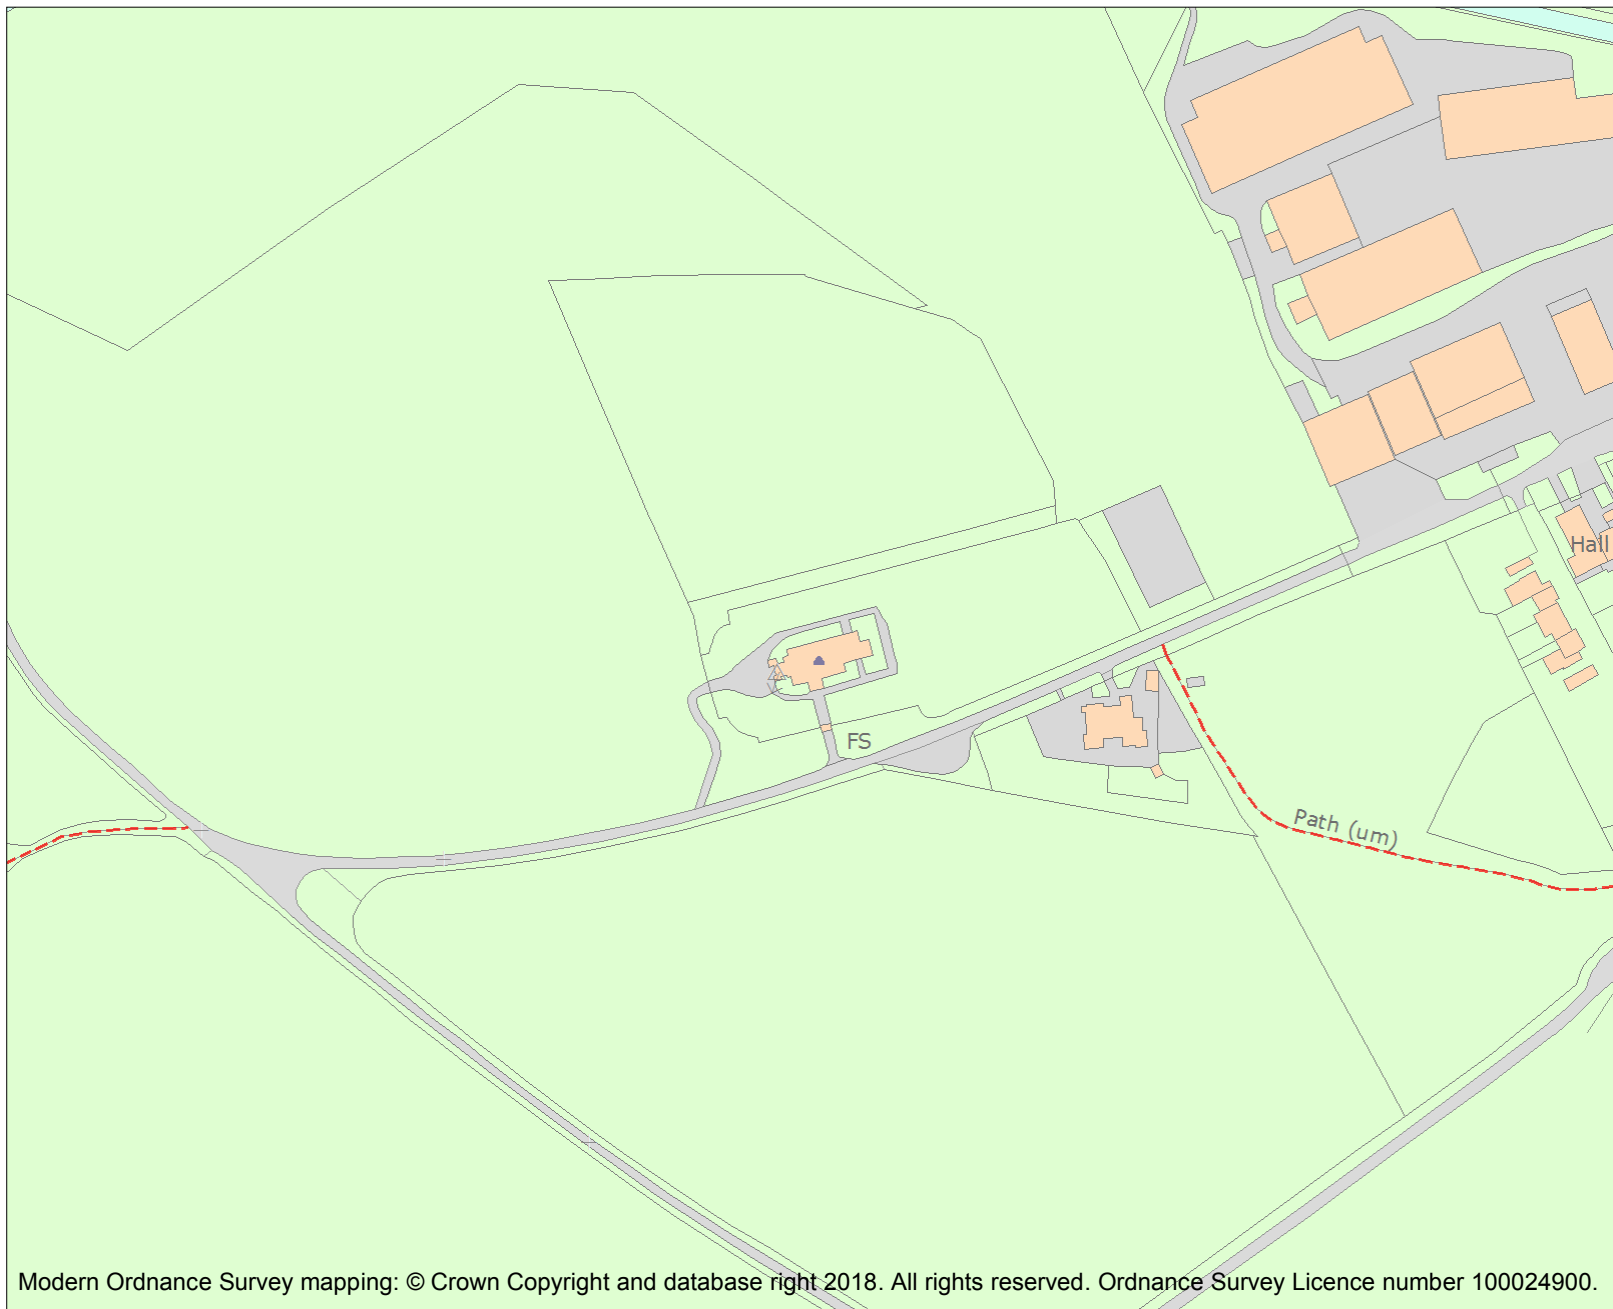 Hall
FS
Path (um)
Modern Ordnance Survey mapping: © Crown Copyright and database right 2018. All rights reserved. Ordnance Survey Licence number 100024900.